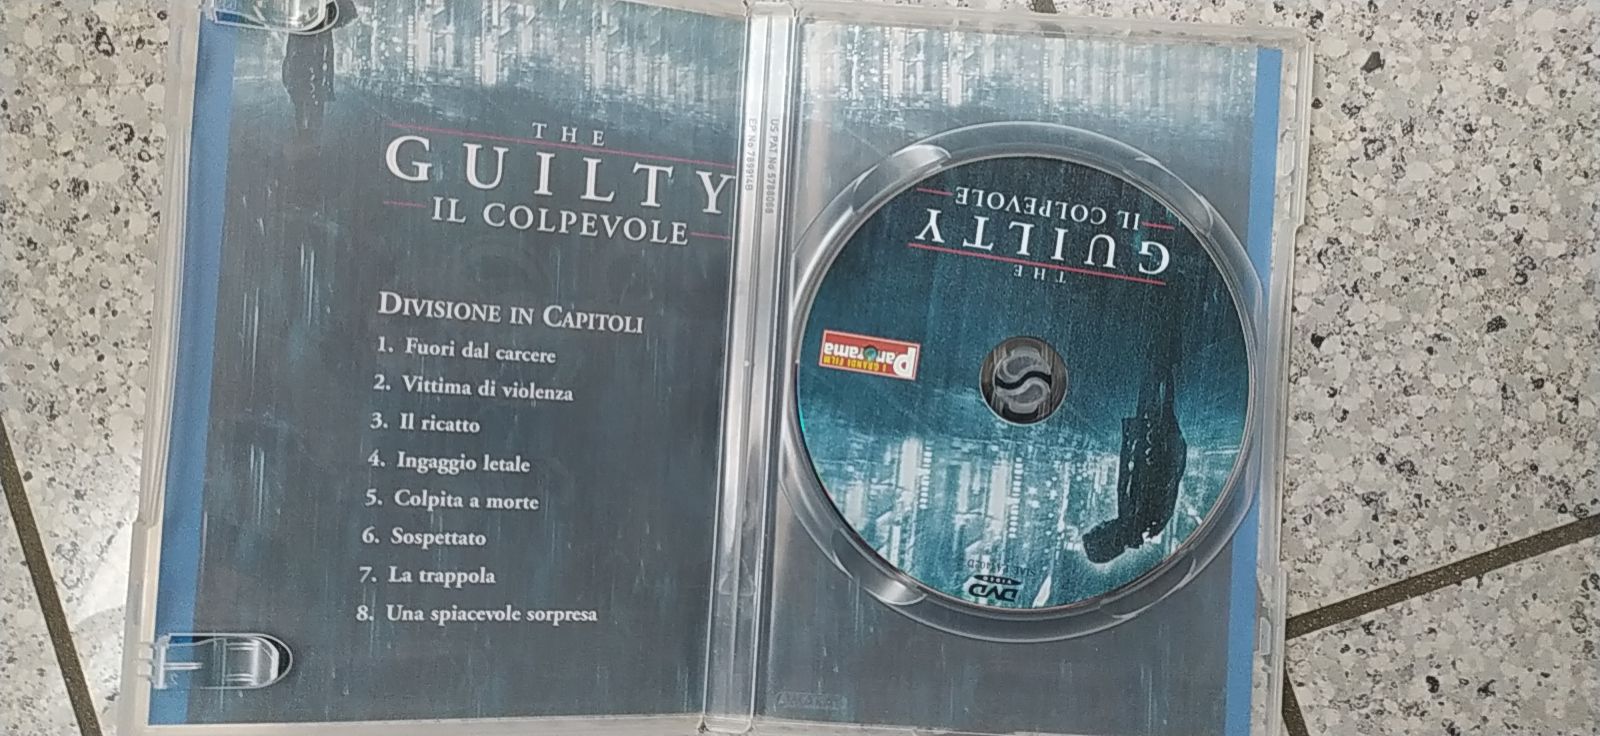 THE
GUILTY
IL COLPEVOLE
DIVISIONE IN CAPITOLI
1. Fuori dal carcere
2. Vittima di violenza
3. Il ricatto
4. Ingaggio letale
5. Colpita a morte
6. Sospettato
7. La trappola
8. Una spiacevole sorpresa
US PAT No 5788068
EP No 789914B
THE
GUILTY
IL COLPEVOLE
I GRANDI FILM
Panorama
DVD
VIDEO
AMARAY